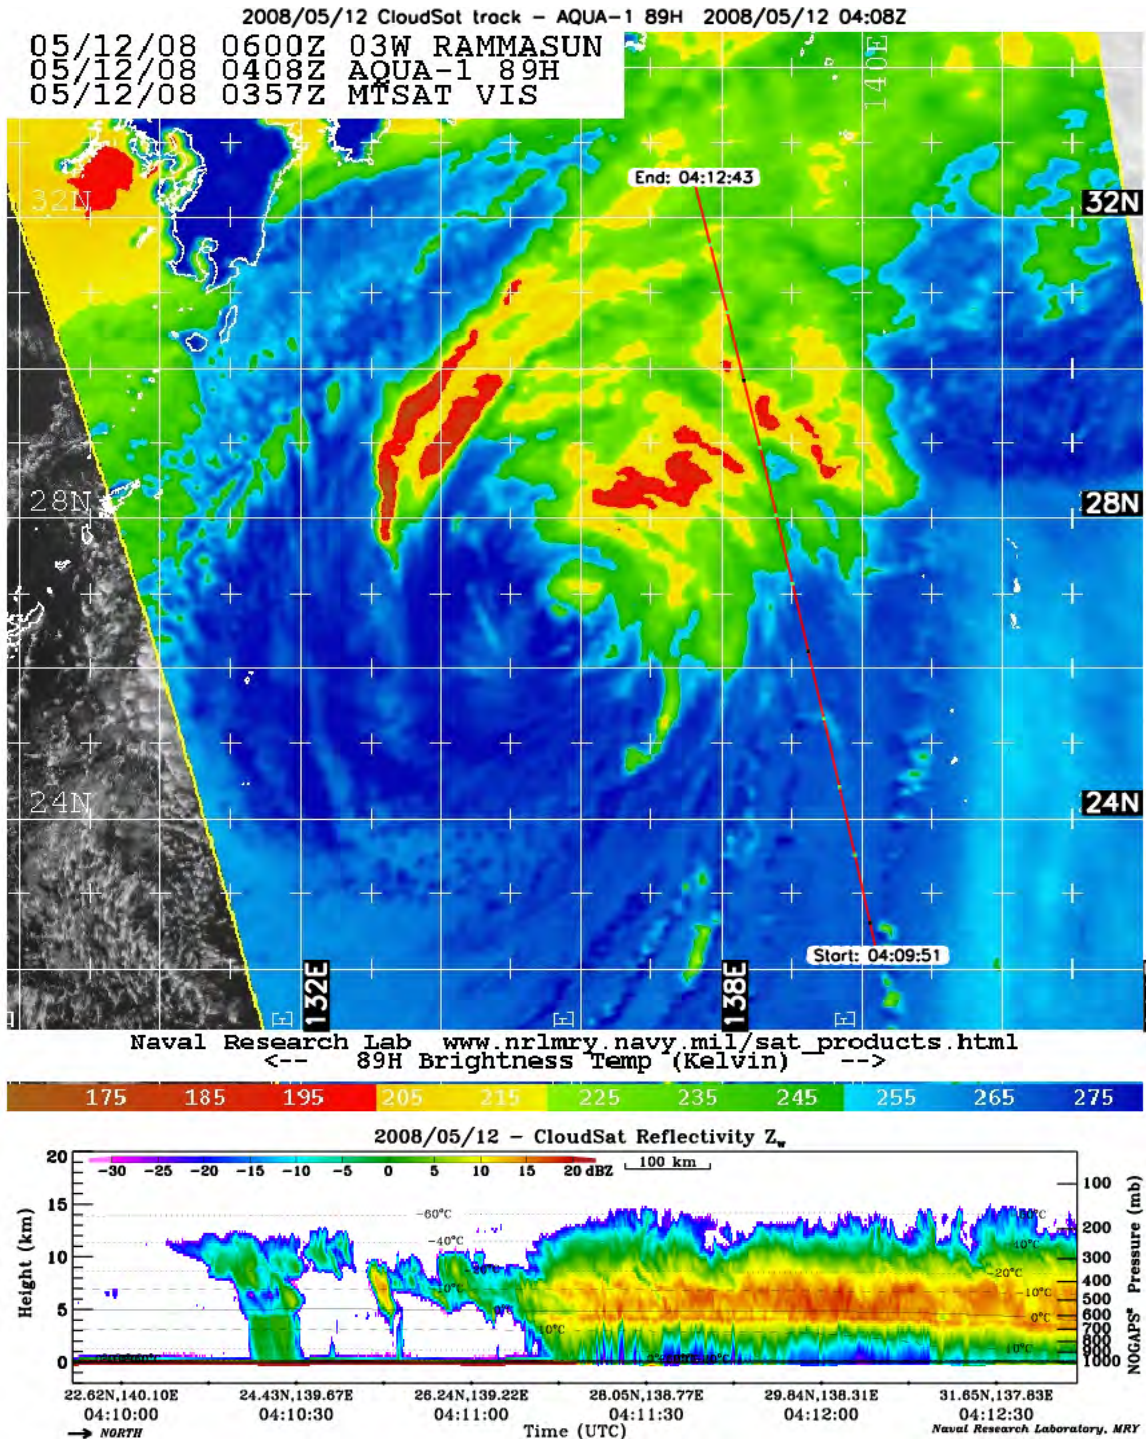 2008/05/12 CloudSat track - AQUA-1 89H 2008/05/12 04:08Z
05/12/08 0600Z 03W RAMMASUN
05/12/08 0408Z AQUA-1 89H
05/12/08 0357Z MTSAT VIS
140E
End: 04:12:43
32N 32N
28N 28N
24N 24N
Start: 04:09:51
132E 138E
E E E
Naval Research Lab www.nrlmry.navy.mil/sat_products.html
<-- 89H Brightness Temp (Kelvin) -->
175 185 195 205 215 225 235 245 255 265 275
2008/05/12 - CloudSat Reflectivity Zw
-30 -25 -20 -15 -10 -5 0 5 10 15 20 dBZ
100 km
20 15 10 5 0
Height (km)
-60°C
-40°C
-20°C
-10°C
0°C
10°C
-20°C
-10°C
0°C
10°C
100 200 300 400 500 600 700 900 1000
NOGAPS* Pressure (mb)
22.62N,140.10E 24.43N,139.67E 26.24N,139.22E 28.05N,138.77E 29.84N,138.31E 31.65N,137.83E
04:10:00 04:10:30 04:11:00 04:11:30 04:12:00 04:12:30
→ NORTH
Time (UTC)
Naval Research Laboratory, MRY